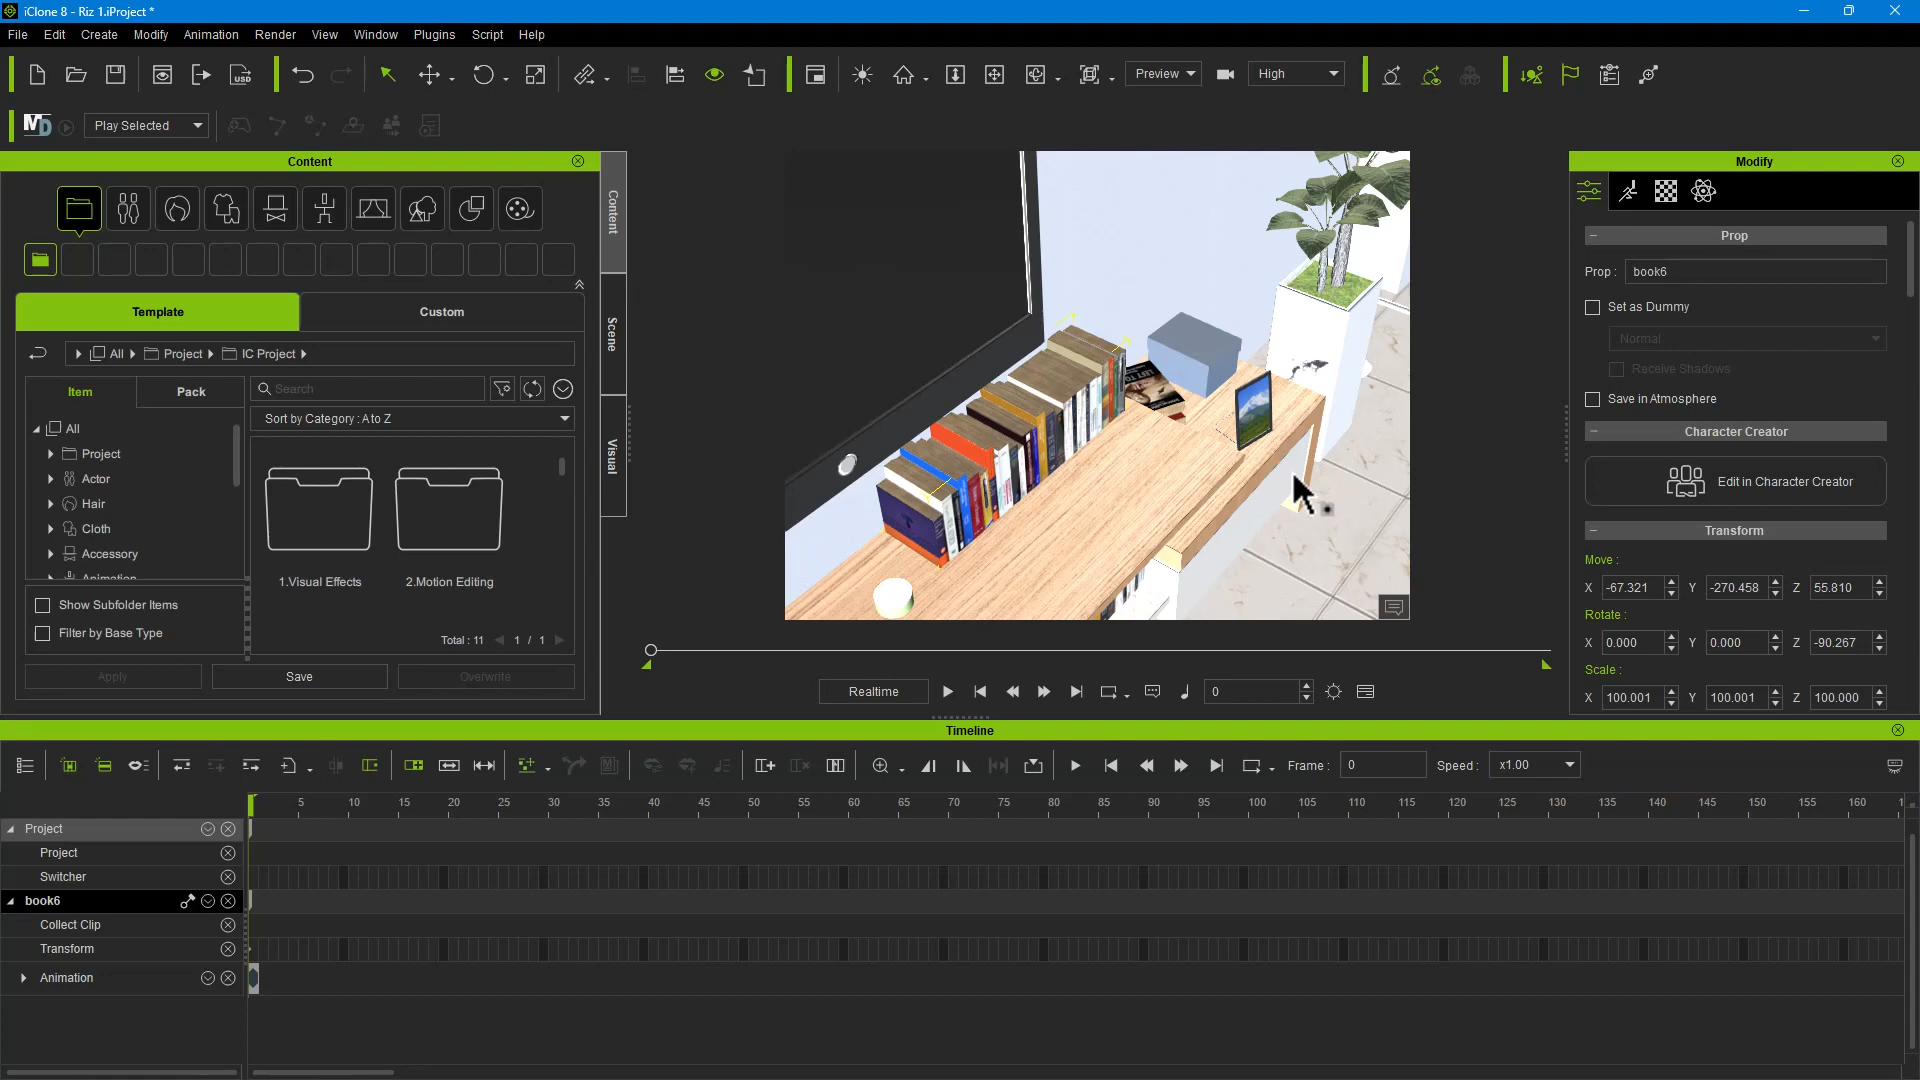 iClone 8 - Riz 1.iProject *
File Edit Create Modify Animation Render View Window Plugins Script Help
USD Preview High
MD Play Selected
Content
Content
Scene
Visual
Template Custom
All Project IC Project
Item Pack
Search
Sort by Category : A to Z
All
Project
Actor
Hair
Cloth
Accessory
Animation
1.Visual Effects 2.Motion Editing
Show Subfolder Items
Filter by Base Type
Total : 11 1 / 1
Apply Save Overwrite
Realtime 0
Modify
Prop
Prop : book6
Set as Dummy
Normal
Receive Shadows
Save in Atmosphere
Character Creator
Edit in Character Creator
Transform
Move :
X -67.321 Y -270.458 Z 55.810
Rotate :
X 0.000 Y 0.000 Z -90.267
Scale :
X 100.001 Y 100.001 Z 100.000
Timeline
Frame : 0 Speed : x1.00
5 10 15 20 25 30 35 40 45 50 55 60 65 70 75 80 85 90 95 100 105 110 115 120 125 130 135 140 145 150 155 160
Project
Project
Switcher
book6
Collect Clip
Transform
Animation